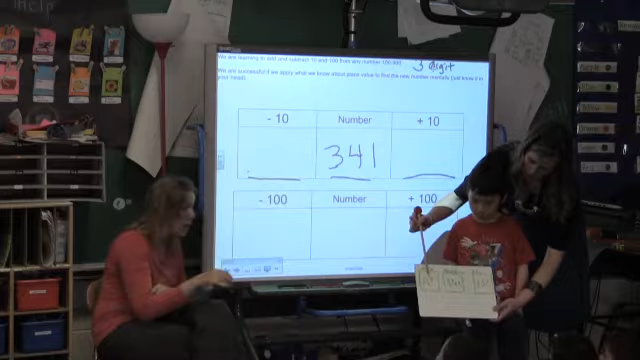 Help
We are learning to add and subtract 10 and 100 from any number 100-999.
3 digit
We are successful if we apply what we know about place value to find the new number mentally (just know it in
your head).
- 10 Number + 10
341
- 100 Number + 100